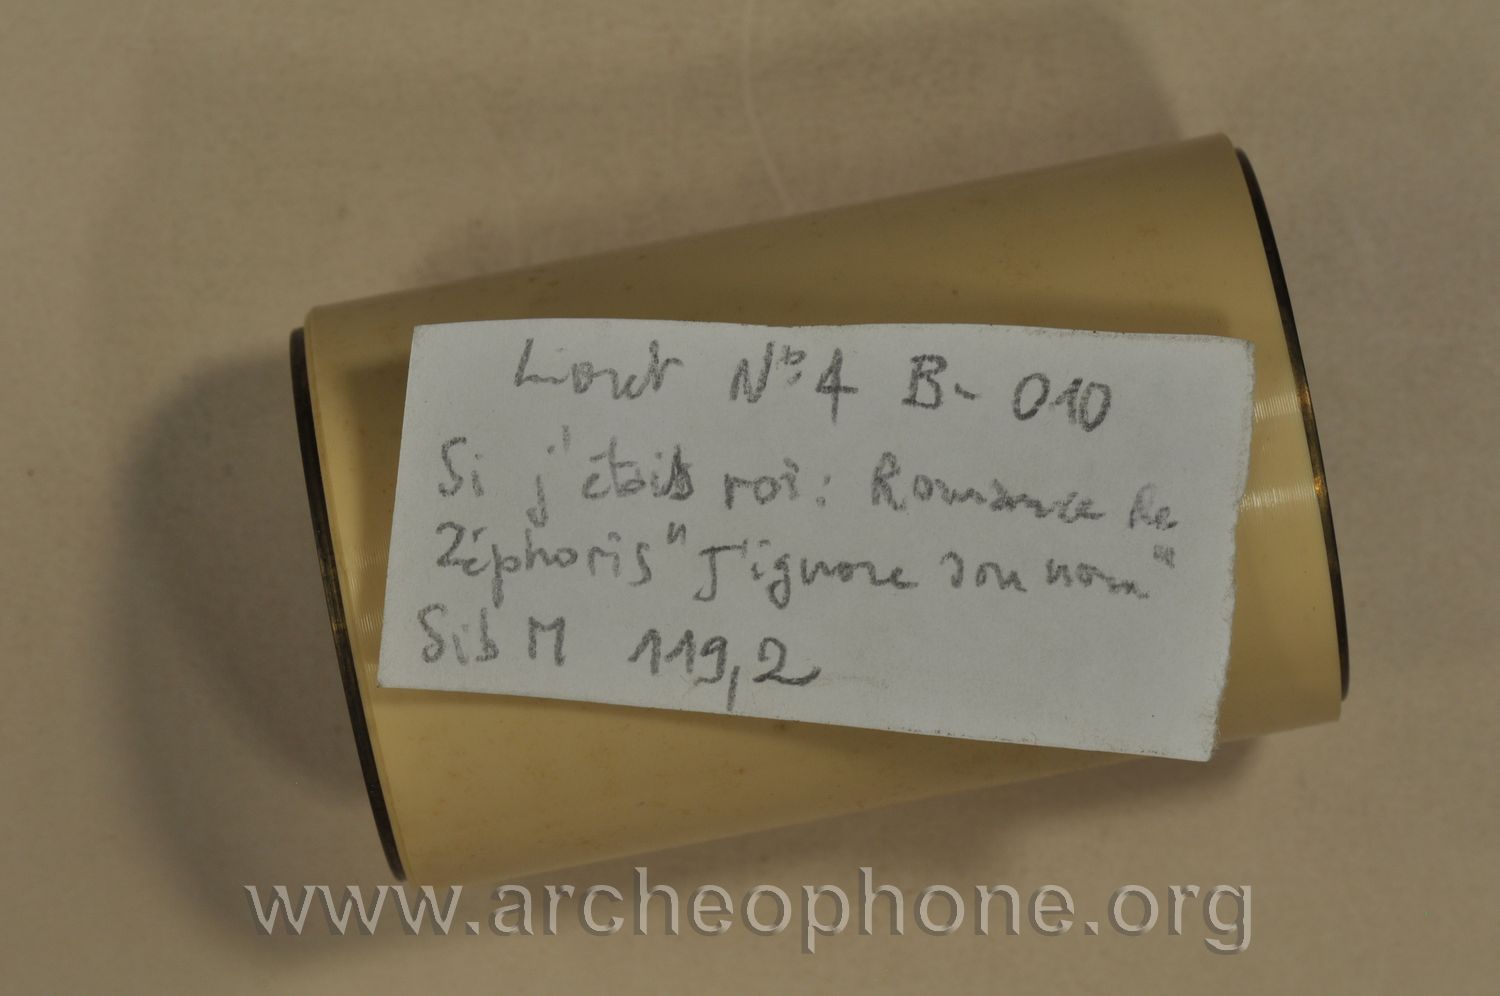 Lioret N°4 B- 010
Si j'étais roi: Romance de
Zéphoris "J'ignore son nom"
Sib M 119,2
www.archeophone.org